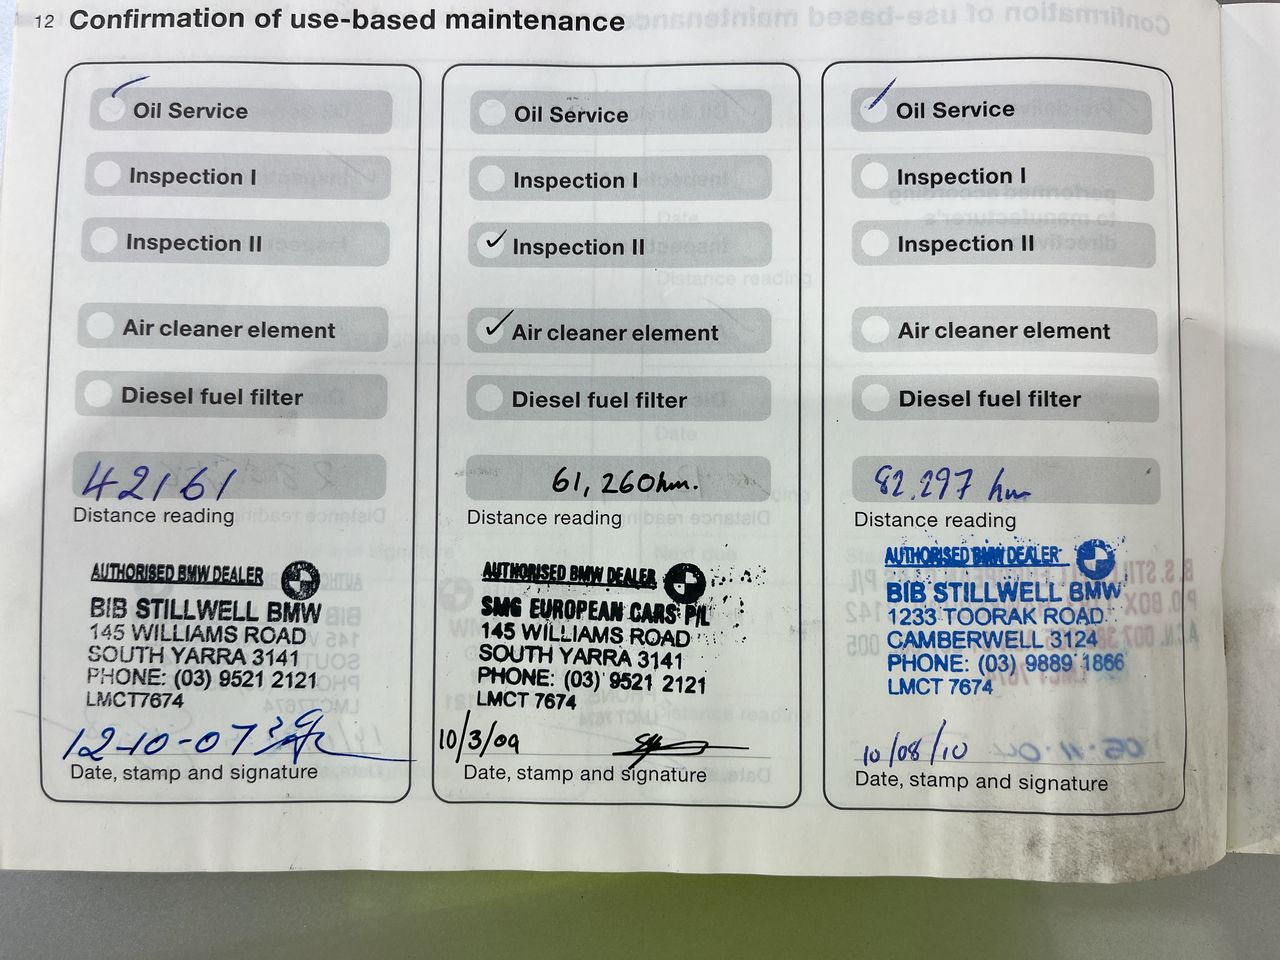 12 Confirmation of use-based maintenance
Oil Service
Inspection I
Inspection II
Air cleaner element
Diesel fuel filter
42161
Distance reading
AUTHORISED BMW DEALER
BIB STILLWELL BMW
145 WILLIAMS ROAD
SOUTH YARRA 3141
PHONE: (03) 9521 2121
LMCT7674
12-10-07
Date, stamp and signature
Oil Service
Inspection I
✓ Inspection II
✓ Air cleaner element
Diesel fuel filter
61,260km.
Distance reading
AUTHORISED BMW DEALER
SMG EUROPEAN CARS P/L
145 WILLIAMS ROAD
SOUTH YARRA 3141
PHONE: (03) 9521 2121
LMCT 7674
10/3/09
Date, stamp and signature
Oil Service
Inspection I
Inspection II
Air cleaner element
Diesel fuel filter
82.297 km
Distance reading
AUTHORISED BMW DEALER
BIB STILLWELL BMW
1233 TOORAK ROAD
CAMBERWELL 3124
PHONE: (03) 9889 1866
LMCT 7674
10/08/10
Date, stamp and signature